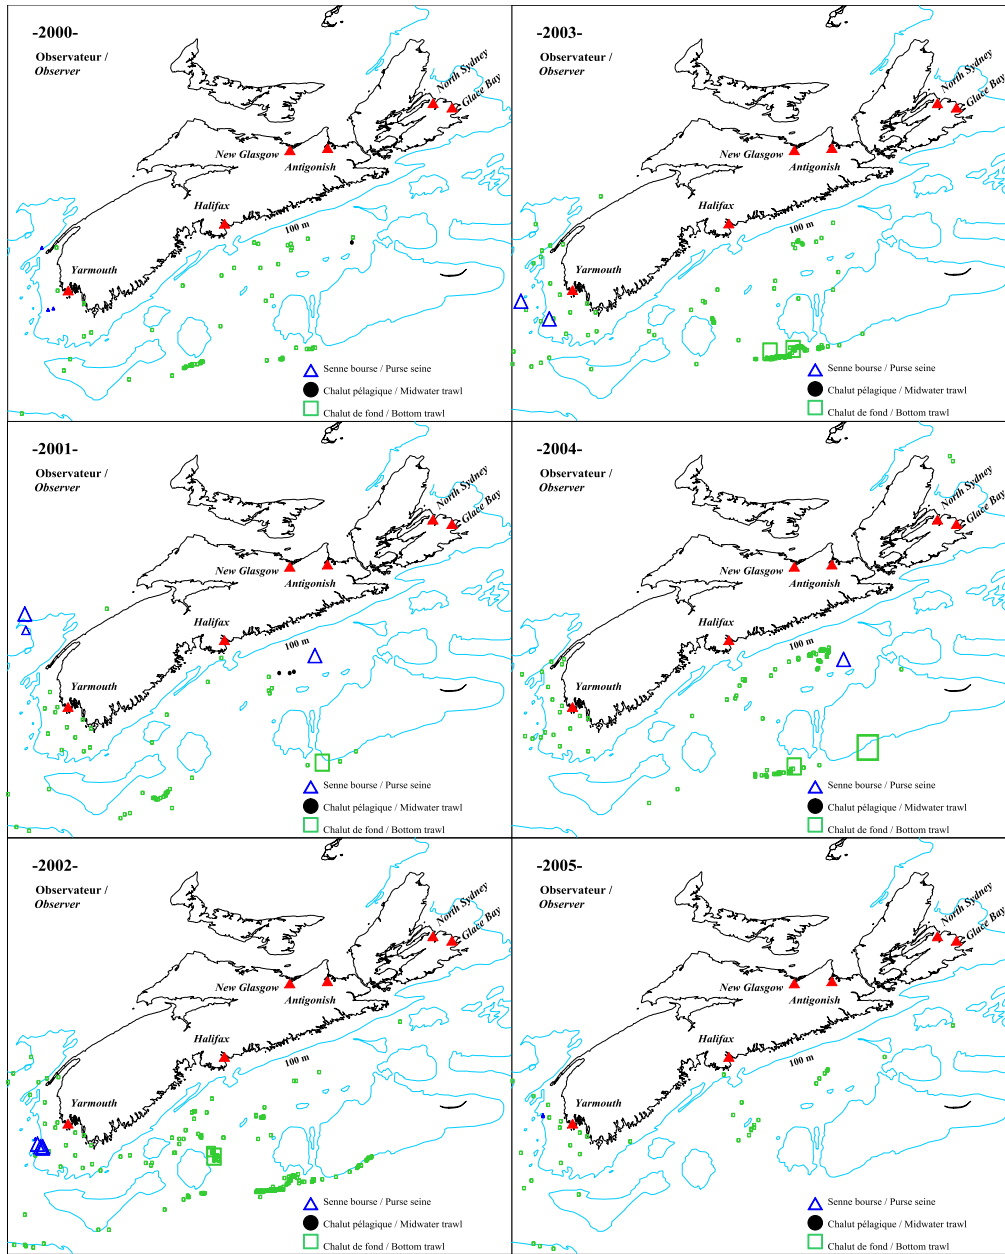 -2000-
Observateur /
Observer
North Sydney
Glace Bay
New Glasgow
Antigonish
Halifax
100 m
Yarmouth
Senne bourse / Purse seine
Chalut pélagique / Midwater trawl
Chalut de fond / Bottom trawl
-2003-
Observateur /
Observer
North Sydney
Glace Bay
New Glasgow
Antigonish
Halifax
100 m
Yarmouth
Senne bourse / Purse seine
Chalut pélagique / Midwater trawl
Chalut de fond / Bottom trawl
-2001-
Observateur /
Observer
North Sydney
Glace Bay
New Glasgow
Antigonish
Halifax
100 m
Yarmouth
Senne bourse / Purse seine
Chalut pélagique / Midwater trawl
Chalut de fond / Bottom trawl
-2004-
Observateur /
Observer
North Sydney
Glace Bay
New Glasgow
Antigonish
Halifax
100 m
Yarmouth
Senne bourse / Purse seine
Chalut pélagique / Midwater trawl
Chalut de fond / Bottom trawl
-2002-
Observateur /
Observer
North Sydney
Glace Bay
New Glasgow
Antigonish
Halifax
100 m
Yarmouth
Senne bourse / Purse seine
Chalut pélagique / Midwater trawl
Chalut de fond / Bottom trawl
-2005-
Observateur /
Observer
North Sydney
Glace Bay
New Glasgow
Antigonish
Halifax
100 m
Yarmouth
Senne bourse / Purse seine
Chalut pélagique / Midwater trawl
Chalut de fond / Bottom trawl